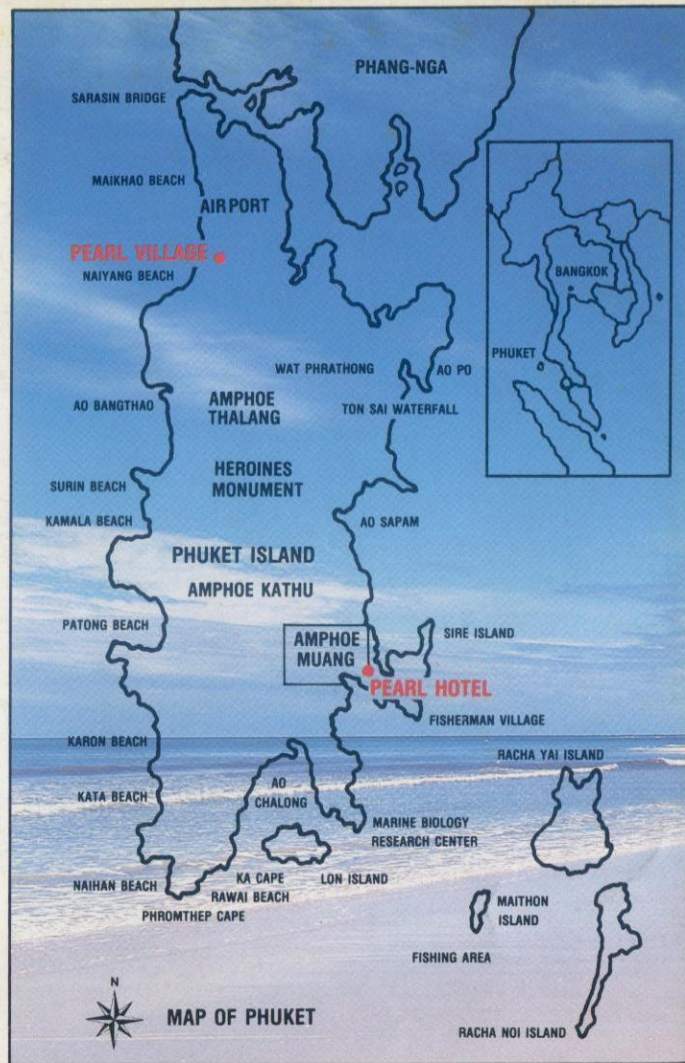 PHANG-NGA
SARASIN BRIDGE
MAIKHAO BEACH
AIRPORT
PEARL VILLAGE
NAIYANG BEACH
BANGKOK
PHUKET
WAT PHRATHONG
AO PO
AO BANGTHAO
AMPHOE
THALANG
TON SAI WATERFALL
HEROINES
MONUMENT
SURIN BEACH
KAMALA BEACH
AO SAPAM
PHUKET ISLAND
AMPHOE KATHU
PATONG BEACH
AMPHOE
MUANG
SIRE ISLAND
PEARL HOTEL
FISHERMAN VILLAGE
KARON BEACH
RACHA YAI ISLAND
KATA BEACH
AO
CHALONG
MARINE BIOLOGY
RESEARCH CENTER
NAIHAN BEACH
KA CAPE
RAWAI BEACH
LON ISLAND
PHROMTHEP CAPE
MAITHON
ISLAND
FISHING AREA
N
MAP OF PHUKET
RACHA NOI ISLAND